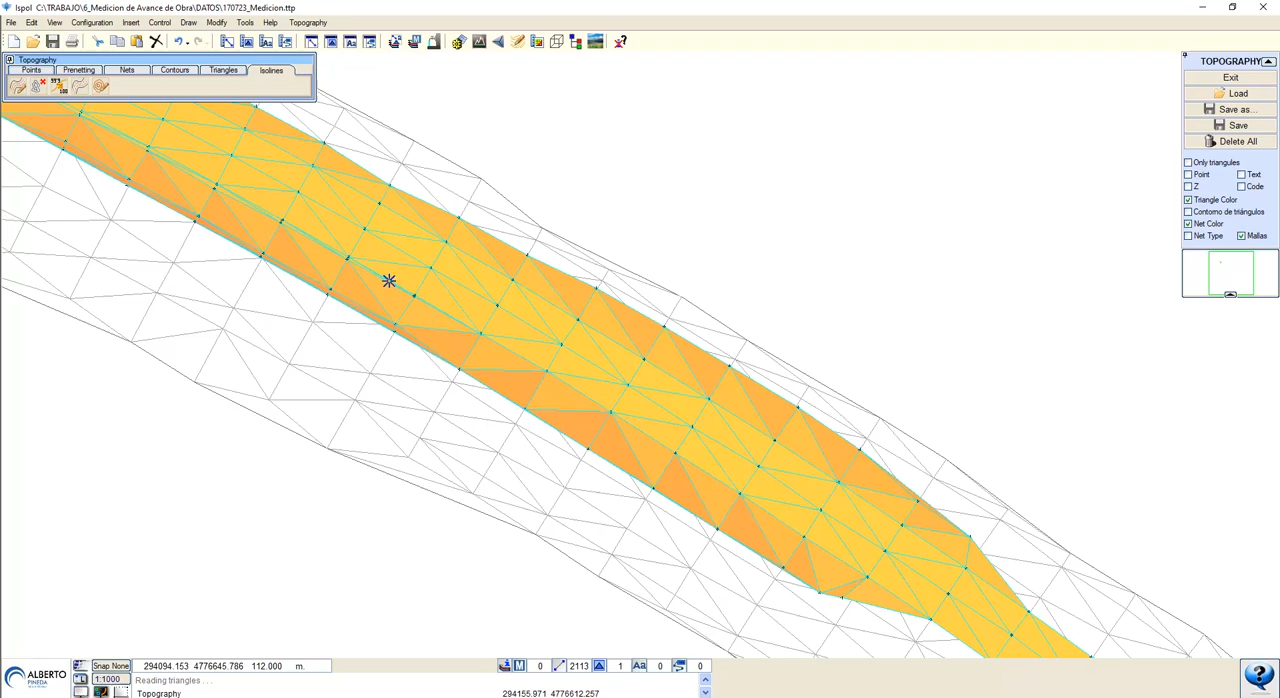 Ispol C:\TRABAJO\6_Medicion de Avance de Obra\DATOS\170723_Medicion.ttp
File Edit View Configuration Insert Control Draw Modify Tools Help Topography
Topography
Points Prenetting Nets Contours Triangles Isolines
TOPOGRAPHY
Exit
Load
Save as...
Save
Delete All
Only triangules
Point Text
Z Code
Triangle Color
Contorno de triángulos
Net Color
Net Type Mallas
ALBERTO
PINEDA
Snap None 294094.153 4776645.786 112.000 m.
M 0 2113 1 Aa 0 0
1:1000 Reading triangles . . .
Topography 294155.971 4776612.257